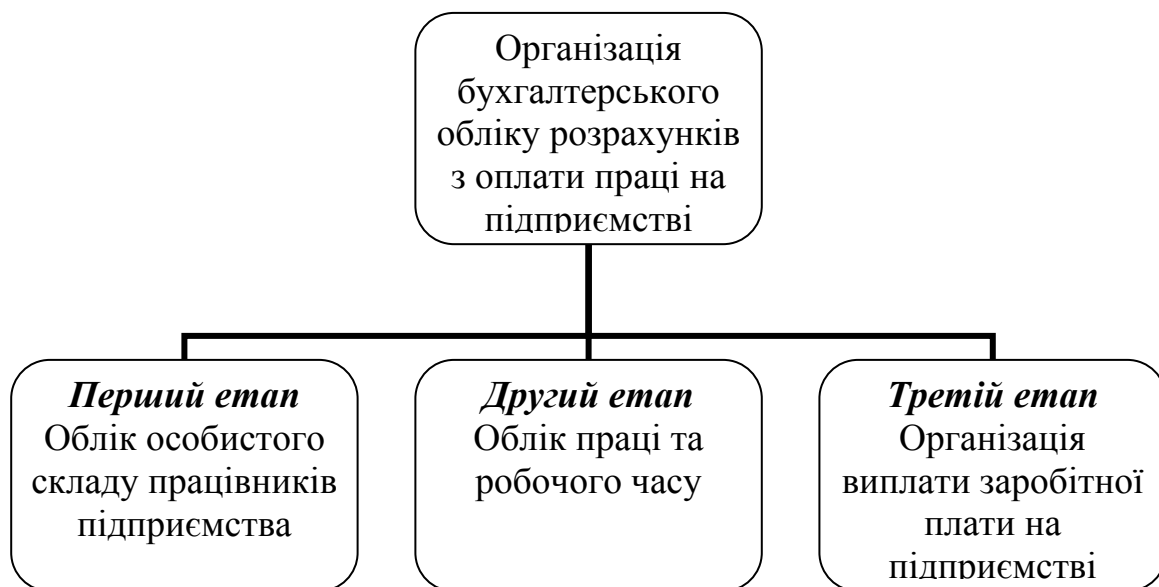 Організація
бухгалтерського
обліку розрахунків
з оплати праці на
підприємстві
Перший етап
Облік особистого
складу працівників
підприємства
Другий етап
Облік праці та
робочого часу
Третій етап
Організація
виплати заробітної
плати на
підприємстві